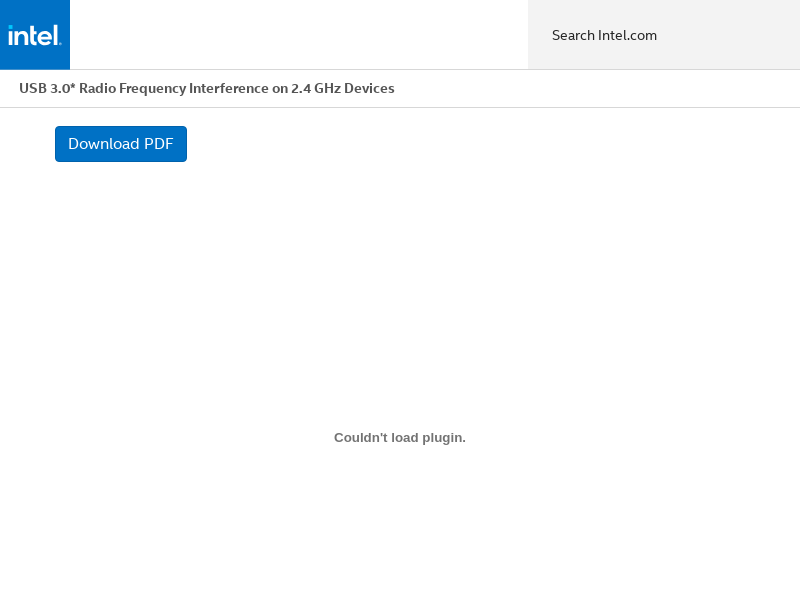 intel.
Search Intel.com
USB 3.0* Radio Frequency Interference on 2.4 GHz Devices
Download PDF
Couldn't load plugin.